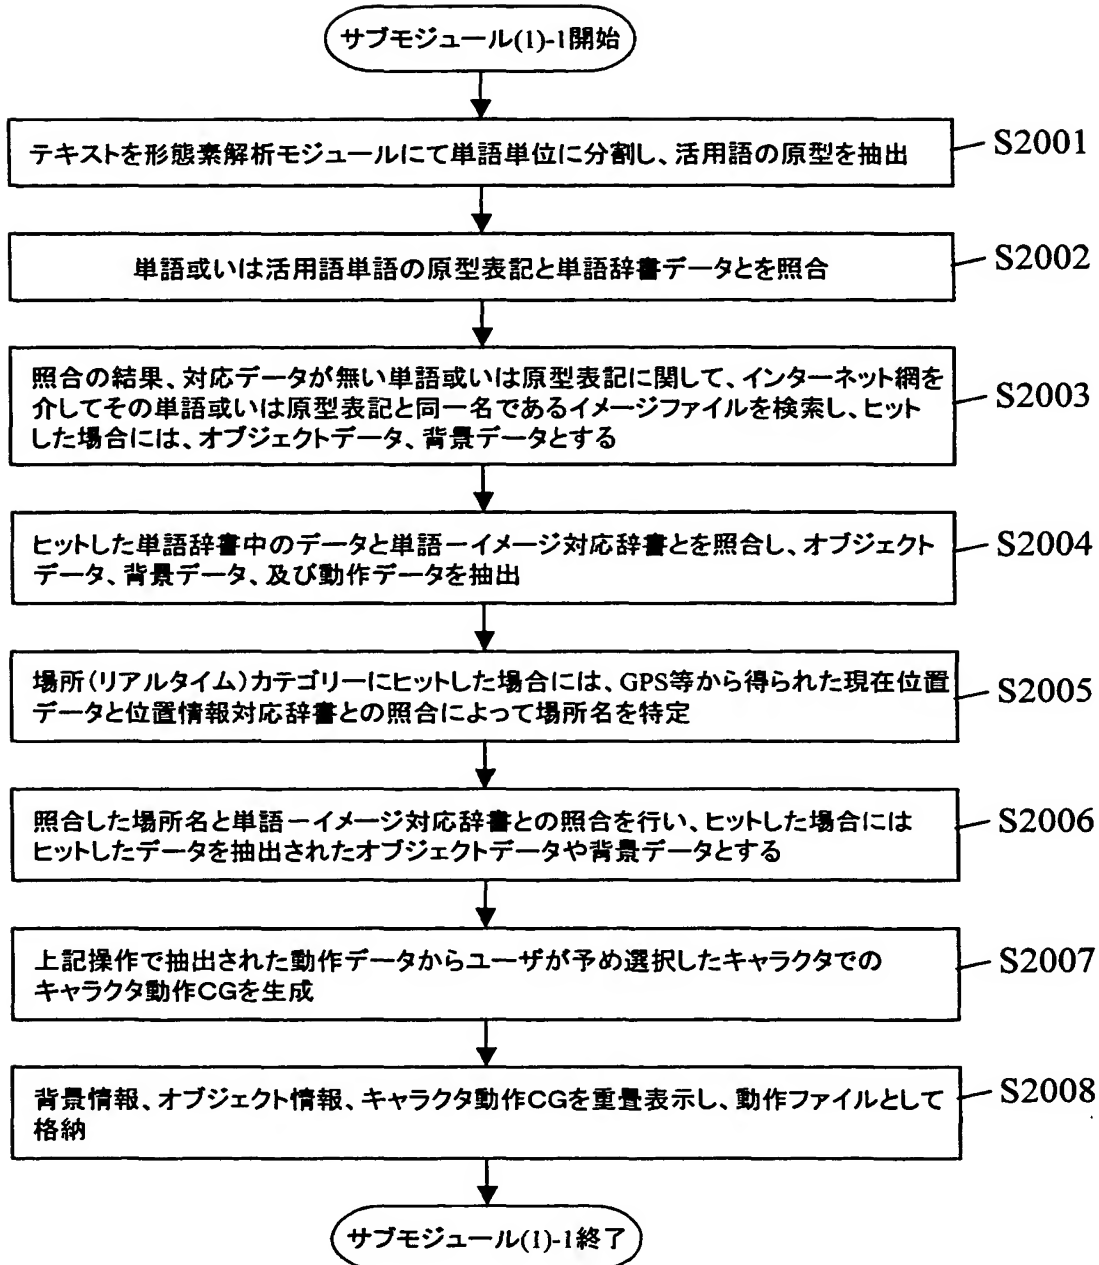 サブモジュール(1)-1開始
テキストを形態素解析モジュールにて単語単位に分割し、活用語の原型を抽出
S2001
単語或いは活用語単語の原型表記と単語辞書データとを照合
S2002
照合の結果、対応データが無い単語或いは原型表記に関して、インターネット網を
介してその単語或いは原型表記と同一名であるイメージファイルを検索し、ヒット
した場合には、オブジェクトデータ、背景データとする
S2003
ヒットした単語辞書中のデータと単語ーイメージ対応辞書とを照合し、オブジェクト
データ、背景データ、及び動作データを抽出
S2004
場所(リアルタイム)カテゴリーにヒットした場合には、GPS等から得られた現在位置
データと位置情報対応辞書との照合によって場所名を特定
S2005
照合した場所名と単語ーイメージ対応辞書との照合を行い、ヒットした場合には
ヒットしたデータを抽出されたオブジェクトデータや背景データとする
S2006
上記操作で抽出された動作データからユーザが予め選択したキャラクタでの
キャラクタ動作CGを生成
S2007
背景情報、オブジェクト情報、キャラクタ動作CGを重畳表示し、動作ファイルとして
格納
S2008
サブモジュール(1)-1終了